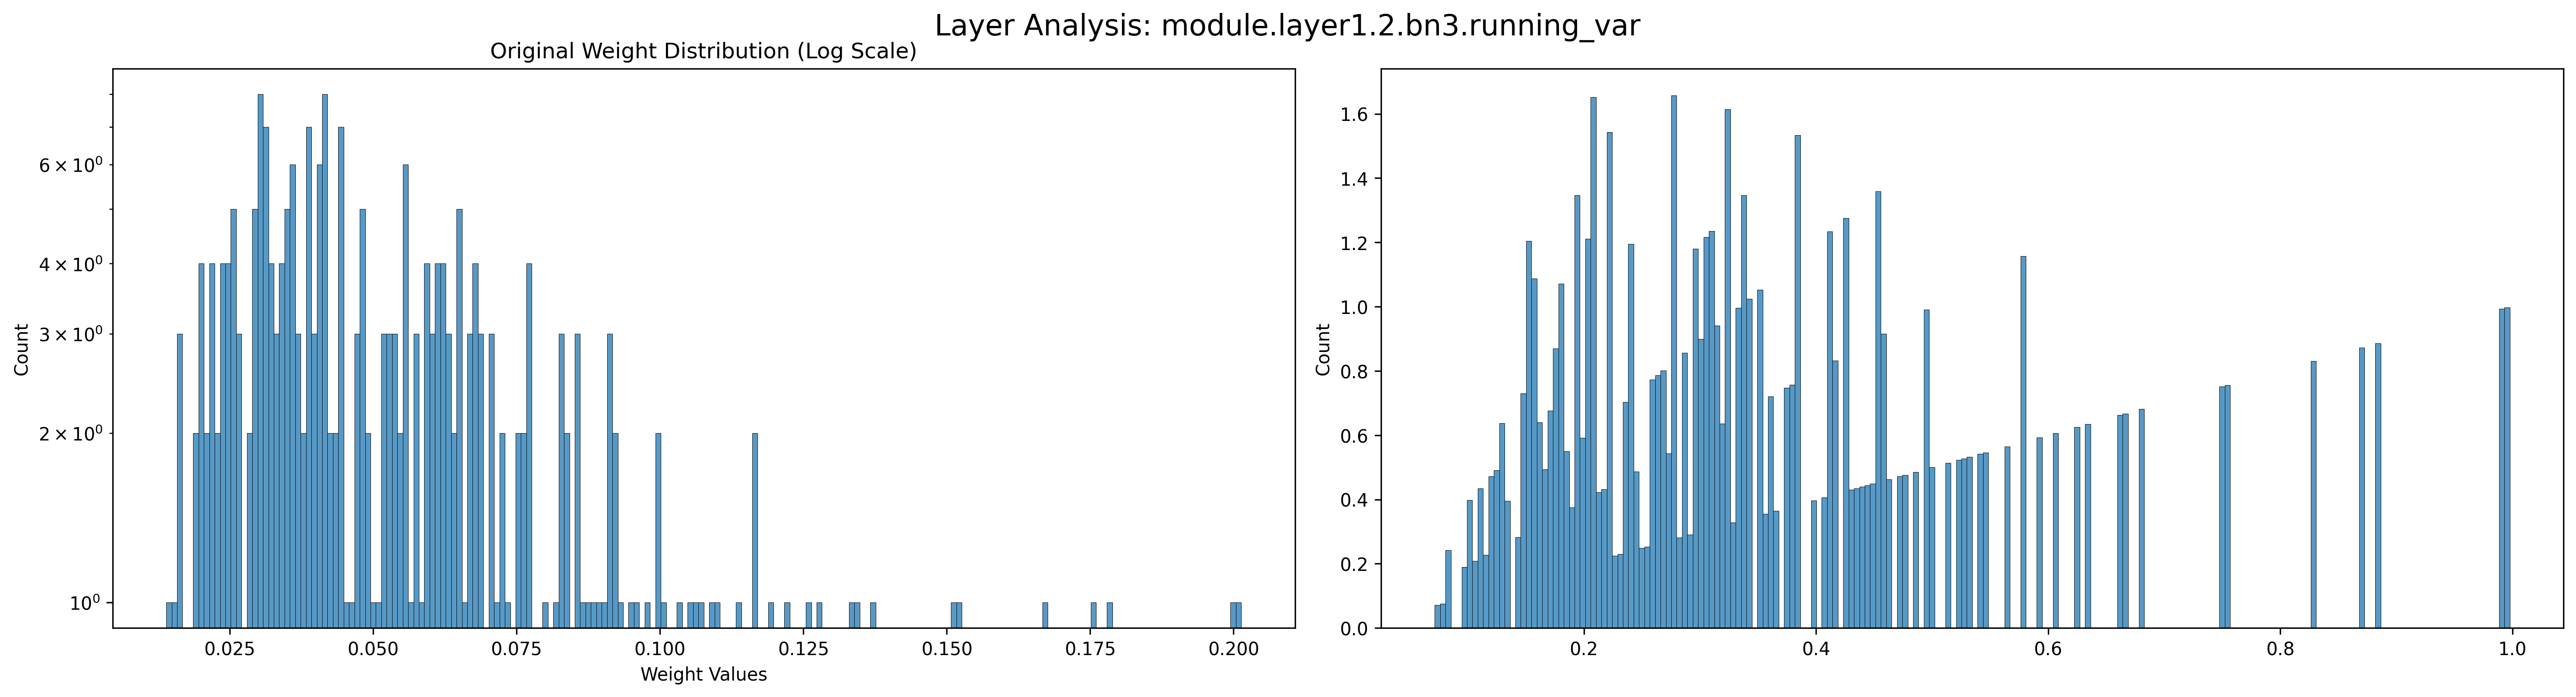 Layer Analysis: module.layer1.2.bn3.running_var
Original Weight Distribution (Log Scale)
Count
6 × 10⁰
4 × 10⁰
3 × 10⁰
2 × 10⁰
10⁰
0.025 0.050 0.075 0.100 0.125 0.150 0.175 0.200
Weight Values
Count
1.6
1.4
1.2
1.0
0.8
0.6
0.4
0.2
0.0
0.2 0.4 0.6 0.8 1.0